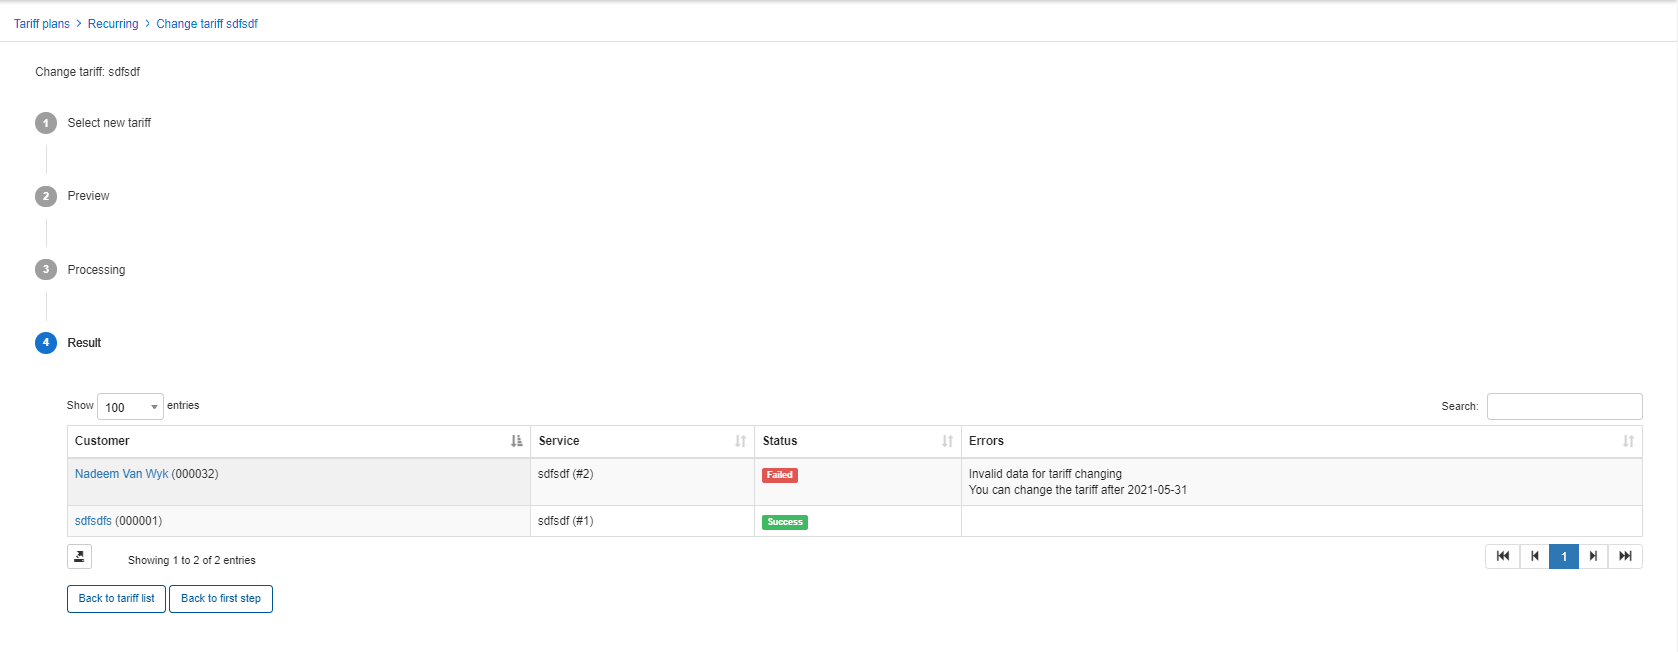 Tariff plans > Recurring > Change tariff sdfsdf
Change tariff: sdfsdf
1 Select new tariff
2 Preview
3 Processing
4 Result
Show 100 entries Search:
Customer Service Status Errors
Nadeem Van Wyk (000032) sdfsdf (#2) Failed Invalid data for tariff changing
You can change the tariff after 2021-05-31
sdfsdfs (000001) sdfsdf (#1) Success
Showing 1 to 2 of 2 entries 1
Back to tariff list Back to first step